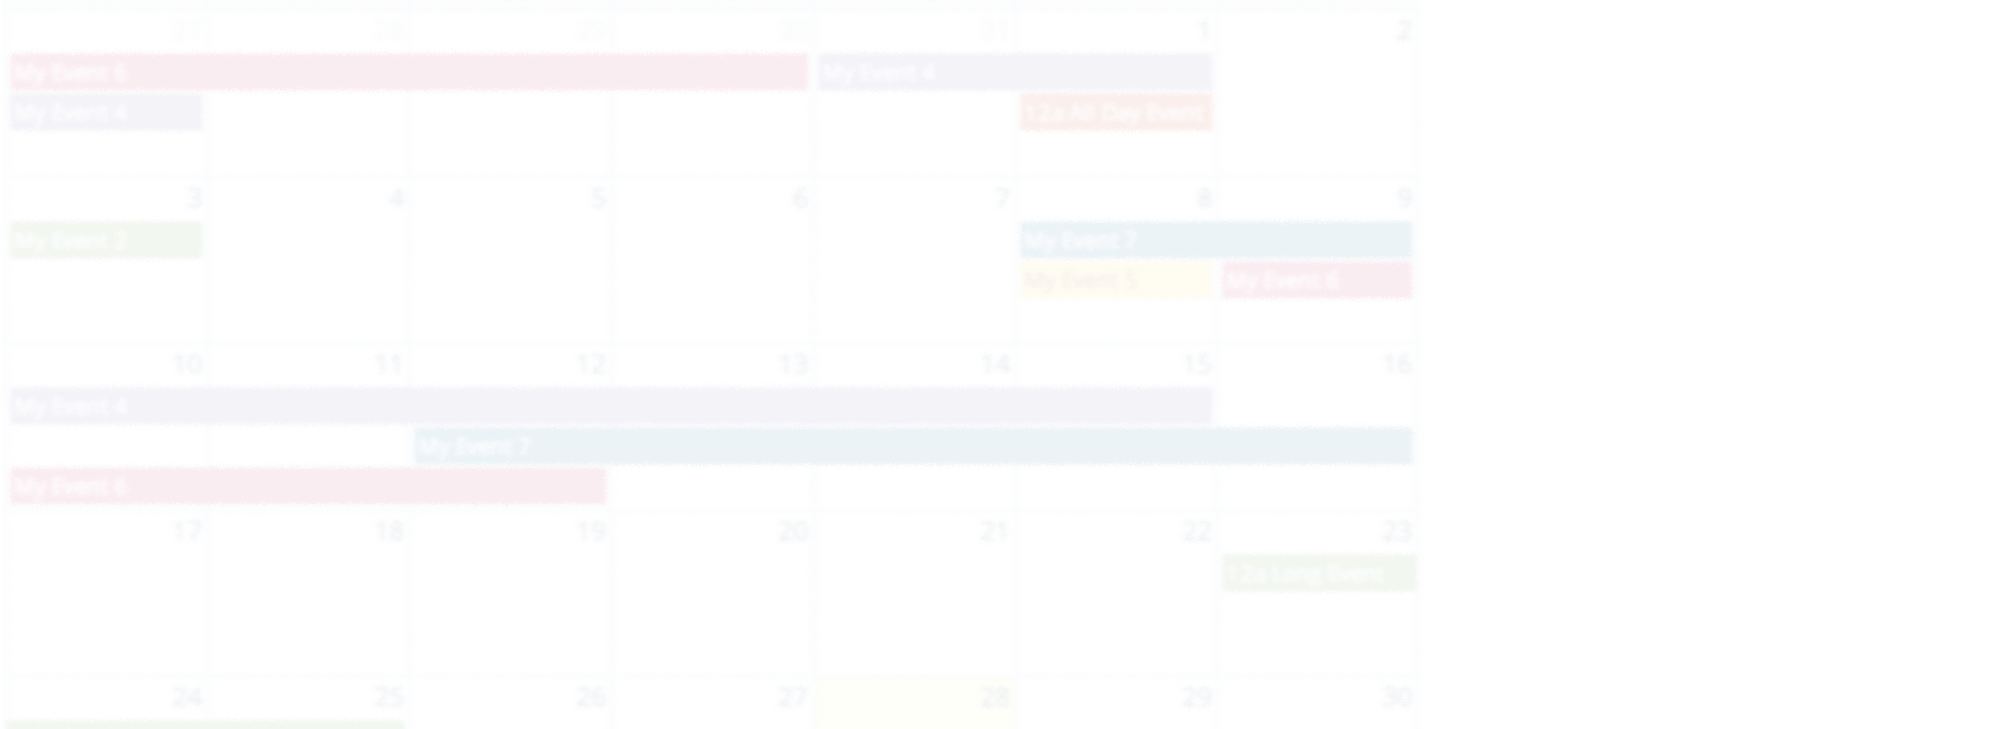 27 28 29 30 31 1 2
My Event 6 My Event 4
My Event 4 12a All Day Event
3 4 5 6 7 8 9
My Event 2 My Event 7
My Event 5 My Event 6
10 11 12 13 14 15 16
My Event 4
My Event 7
My Event 6
17 18 19 20 21 22 23
12a Long Event
24 25 26 27 28 29 30